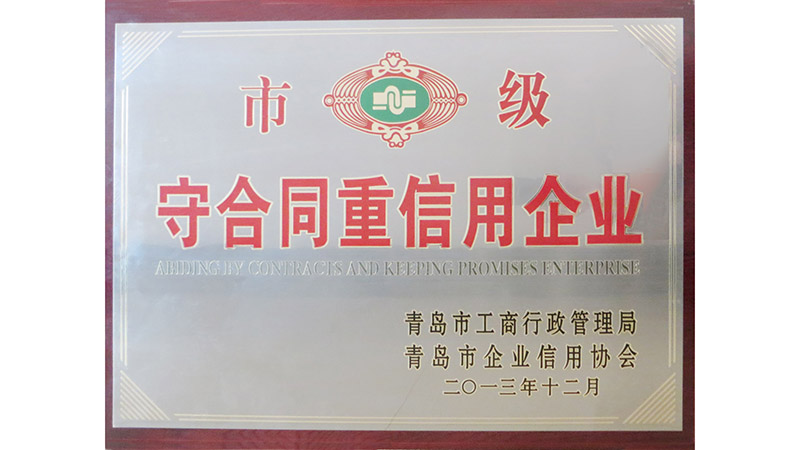 市 级
守合同重信用企业
ABIDING BY CONTRACTS AND KEEPING PROMISES ENTERPRISE
青岛市工商行政管理局
青岛市企业信用协会
二〇一三年十二月